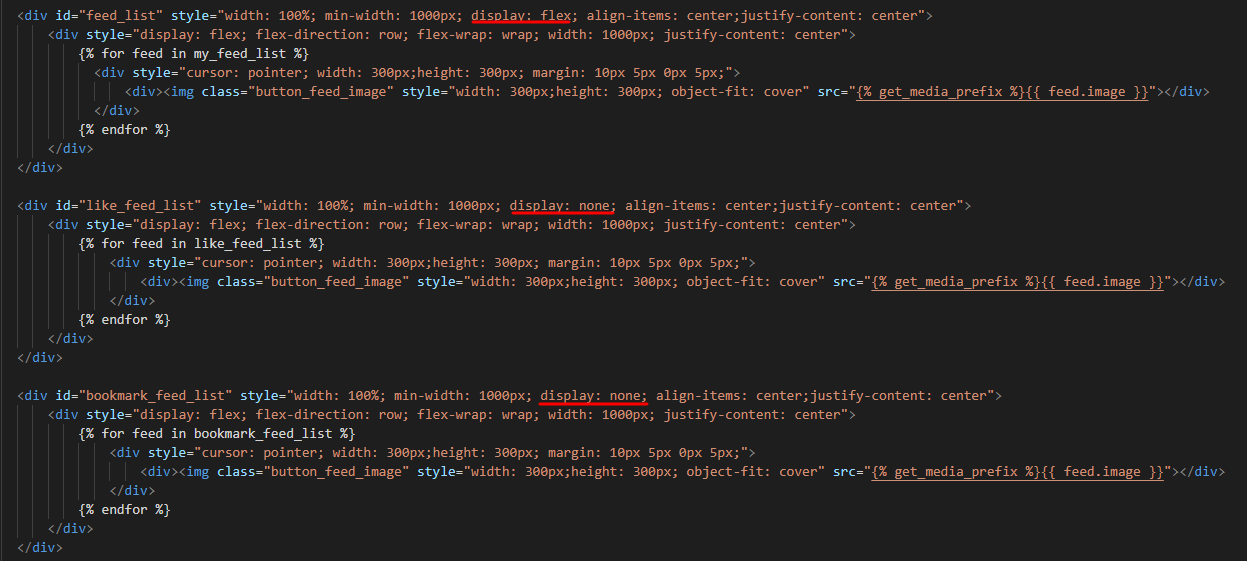 <div id="feed_list" style="width: 100%; min-width: 1000px; display: flex; align-items: center;justify-content: center">
<div style="display: flex; flex-direction: row; flex-wrap: wrap; width: 1000px; justify-content: center">
{% for feed in my_feed_list %}
<div style="cursor: pointer; width: 300px;height: 300px; margin: 10px 5px 0px 5px;">
<div><img class="button_feed_image" style="width: 300px;height: 300px; object-fit: cover" src="{% get_media_prefix %}{{ feed.image }}"></div>
</div>
{% endfor %}
</div>
</div>
<div id="like_feed_list" style="width: 100%; min-width: 1000px; display: none; align-items: center;justify-content: center">
<div style="display: flex; flex-direction: row; flex-wrap: wrap; width: 1000px; justify-content: center">
{% for feed in like_feed_list %}
<div style="cursor: pointer; width: 300px;height: 300px; margin: 10px 5px 0px 5px;">
<div><img class="button_feed_image" style="width: 300px;height: 300px; object-fit: cover" src="{% get_media_prefix %}{{ feed.image }}"></div>
</div>
{% endfor %}
</div>
</div>
<div id="bookmark_feed_list" style="width: 100%; min-width: 1000px; display: none; align-items: center;justify-content: center">
<div style="display: flex; flex-direction: row; flex-wrap: wrap; width: 1000px; justify-content: center">
{% for feed in bookmark_feed_list %}
<div style="cursor: pointer; width: 300px;height: 300px; margin: 10px 5px 0px 5px;">
<div><img class="button_feed_image" style="width: 300px;height: 300px; object-fit: cover" src="{% get_media_prefix %}{{ feed.image }}"></div>
</div>
{% endfor %}
</div>
</div>